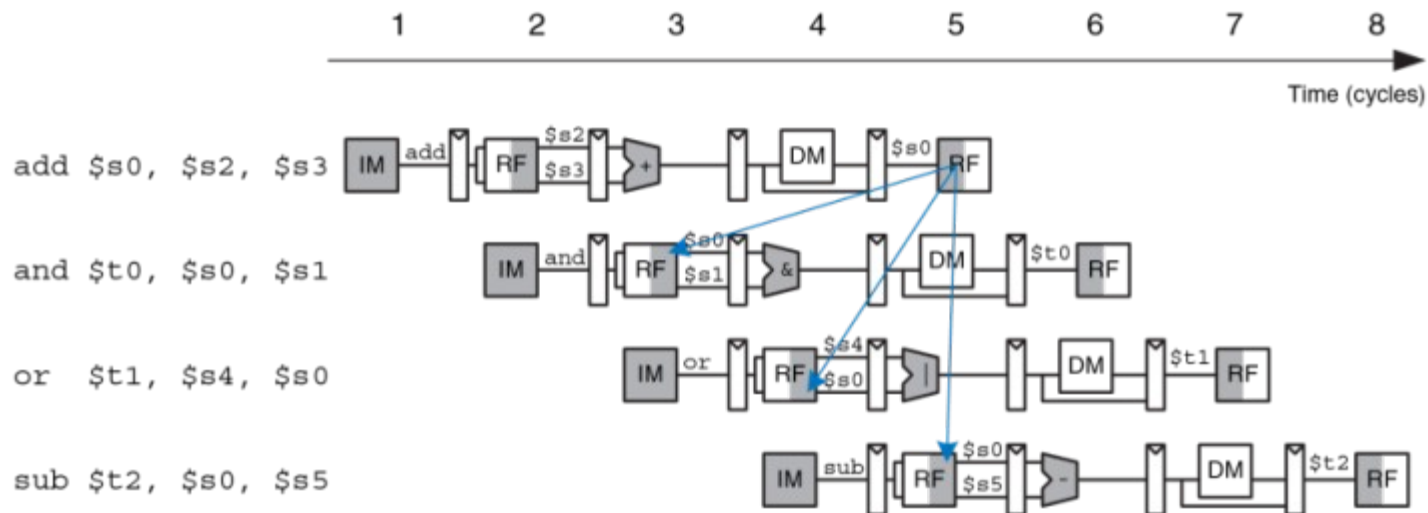 1 2 3 4 5 6 7 8
Time (cycles)
add $s0, $s2, $s3 IM add RF $s2 $s3 + DM $s0 RF
and $t0, $s0, $s1 IM and RF $s0 $s1 & DM $t0 RF
or $t1, $s4, $s0 IM or RF $s4 $s0 | DM $t1 RF
sub $t2, $s0, $s5 IM sub RF $s0 $s5 - DM $t2 RF